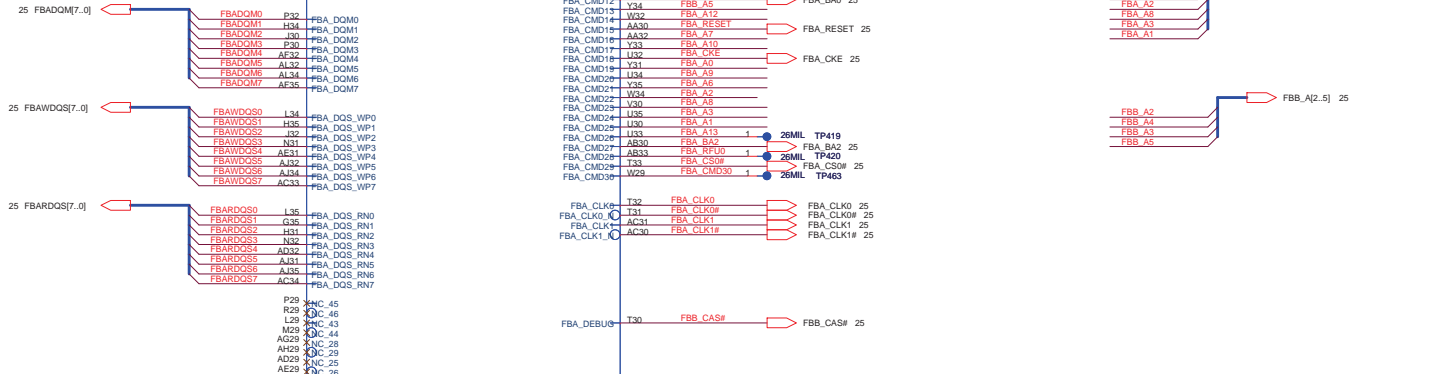 25 FBADQM[7..0]
FBADQM0 P32 FBA_DQM0
FBADQM1 H34 FBA_DQM1
FBADQM2 J30 FBA_DQM2
FBADQM3 P30 FBA_DQM3
FBADQM4 AF32 FBA_DQM4
FBADQM5 AL32 FBA_DQM5
FBADQM6 AL34 FBA_DQM6
FBADQM7 AF35 FBA_DQM7
25 FBAWDQS[7..0]
FBAWDQS0 L34 FBA_DQS_WP0
FBAWDQS1 H35 FBA_DQS_WP1
FBAWDQS2 J32 FBA_DQS_WP2
FBAWDQS3 N31 FBA_DQS_WP3
FBAWDQS4 AE31 FBA_DQS_WP4
FBAWDQS5 AJ32 FBA_DQS_WP5
FBAWDQS6 AJ34 FBA_DQS_WP6
FBAWDQS7 AC33 FBA_DQS_WP7
25 FBARDQS[7..0]
FBARDQS0 L35 FBA_DQS_RN0
FBARDQS1 G35 FBA_DQS_RN1
FBARDQS2 H31 FBA_DQS_RN2
FBARDQS3 N32 FBA_DQS_RN3
FBARDQS4 AD32 FBA_DQS_RN4
FBARDQS5 AJ31 FBA_DQS_RN5
FBARDQS6 AJ35 FBA_DQS_RN6
FBARDQS7 AC34 FBA_DQS_RN7
P29 NC_45
R29 NC_46
L29 NC_43
M29 NC_44
AG29 NC_28
AH29 NC_29
AD29 NC_25
AE29 NC_26
FBA_CMD12 FBA_BA0 25
FBA_CMD13 Y34 FBB_A5
FBA_CMD14 W32 FBA_A12
FBA_CMD15 AA30 FBA_RESET FBA_RESET 25
FBA_CMD16 AA32 FBA_A7
FBA_CMD17 Y33 FBA_A10
FBA_CMD18 U32 FBA_CKE FBA_CKE 25
FBA_CMD19 Y31 FBA_A0
FBA_CMD20 U34 FBA_A9
FBA_CMD21 Y35 FBA_A6
FBA_CMD22 W34 FBA_A2
FBA_CMD23 V30 FBA_A8
FBA_CMD24 U35 FBA_A3
FBA_CMD25 U30 FBA_A1
FBA_CMD26 U33 FBA_A13 1 26MIL TP419
FBA_CMD27 AB30 FBA_BA2 FBA_BA2 25
FBA_CMD28 AB33 FBA_RFU0 1 26MIL TP420
FBA_CMD29 T33 FBA_CS0# FBA_CS0# 25
FBA_CMD30 W29 FBA_CMD30 1 26MIL TP463
FBA_CLK0 T32 FBA_CLK0 FBA_CLK0 25
FBA_CLK0_N T31 FBA_CLK0# FBA_CLK0# 25
FBA_CLK1 AC31 FBA_CLK1 FBA_CLK1 25
FBA_CLK1_N AC30 FBA_CLK1# FBA_CLK1# 25
FBA_DEBUG T30 FBB_CAS# FBB_CAS# 25
FBA_A2
FBA_A8
FBA_A3
FBA_A1
FBB_A[2..5] 25
FBB_A2
FBB_A4
FBB_A3
FBB_A5